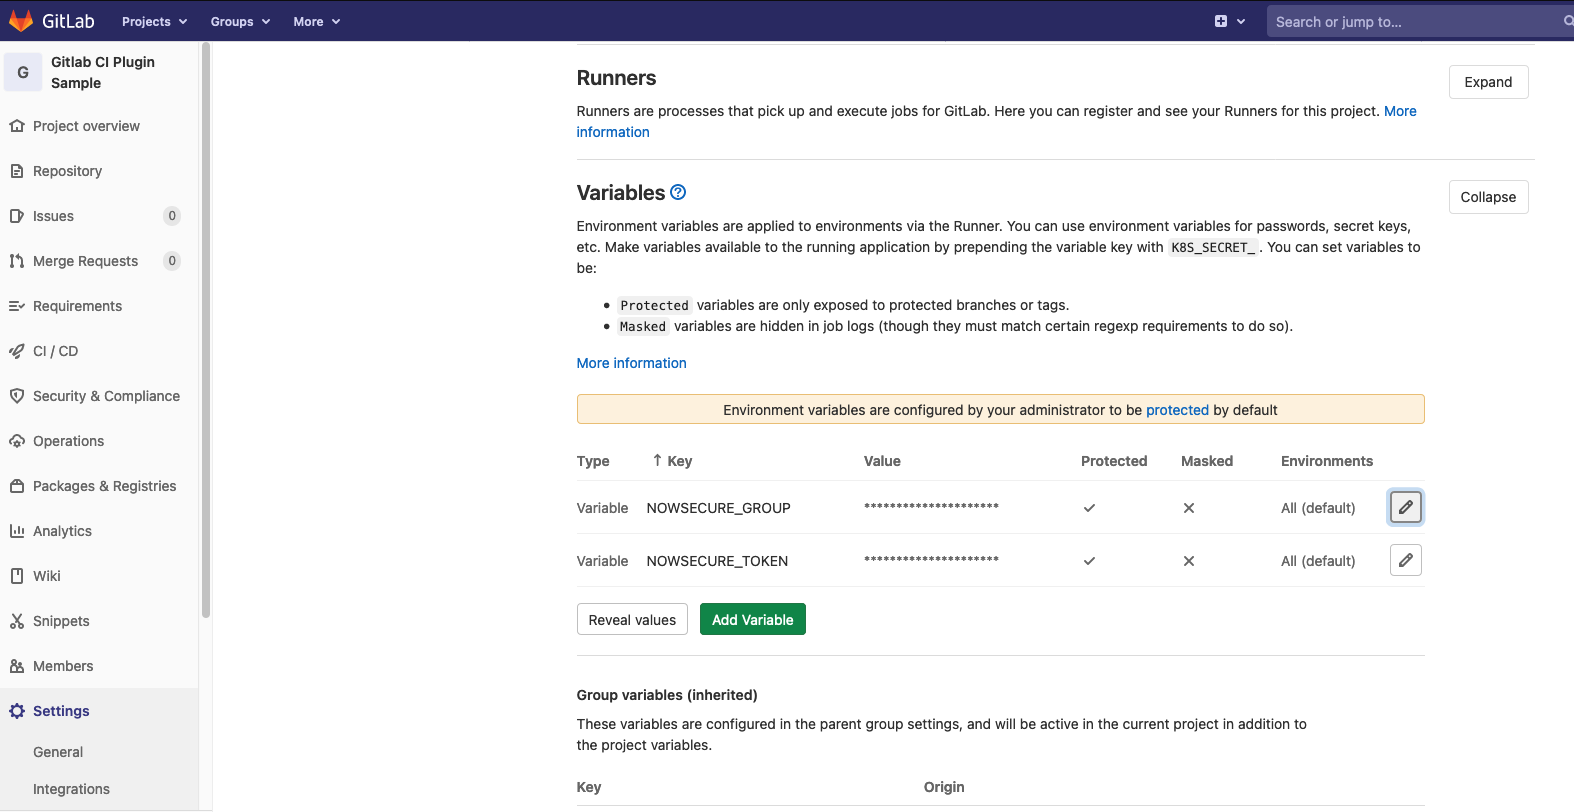 GitLab Projects Groups More Search or jump to...
G Gitlab CI Plugin
Sample
Project overview
Repository
Issues 0
Merge Requests 0
Requirements
CI / CD
Security & Compliance
Operations
Packages & Registries
Analytics
Wiki
Snippets
Members
Settings
General
Integrations
Runners
Expand
Runners are processes that pick up and execute jobs for GitLab. Here you can register and see your Runners for this project. More
information
Variables
Collapse
Environment variables are applied to environments via the Runner. You can use environment variables for passwords, secret keys,
etc. Make variables available to the running application by prepending the variable key with K8S_SECRET_. You can set variables to
be:
• Protected variables are only exposed to protected branches or tags.
• Masked variables are hidden in job logs (though they must match certain regexp requirements to do so).
More information
Environment variables are configured by your administrator to be protected by default
Type ↑ Key Value Protected Masked Environments
Variable NOWSECURE_GROUP ********************* ✓ ✕ All (default)
Variable NOWSECURE_TOKEN ********************* ✓ ✕ All (default)
Reveal values Add Variable
Group variables (inherited)
These variables are configured in the parent group settings, and will be active in the current project in addition to
the project variables.
Key Origin